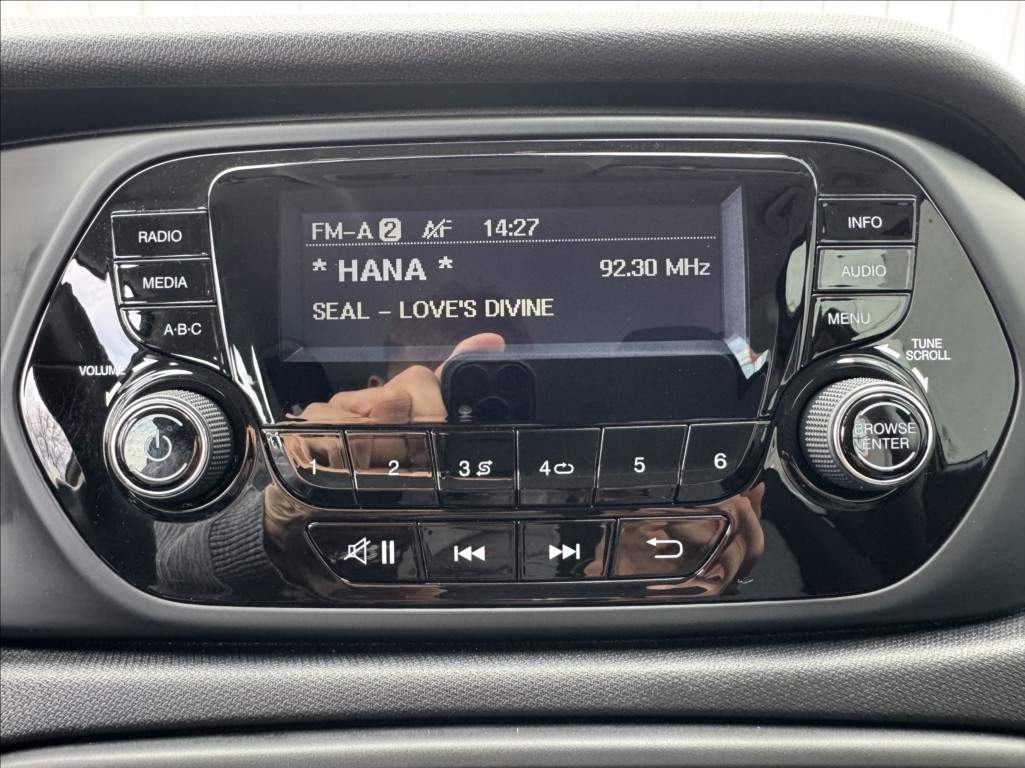 FM-A 2 AF 14:27
* HANA * 92.30 MHz
SEAL - LOVE'S DIVINE
RADIO
MEDIA
A·B·C
VOLUME
INFO
AUDIO
MENU
TUNE
SCROLL
BROWSE
ENTER
1 2 3 4 5 6